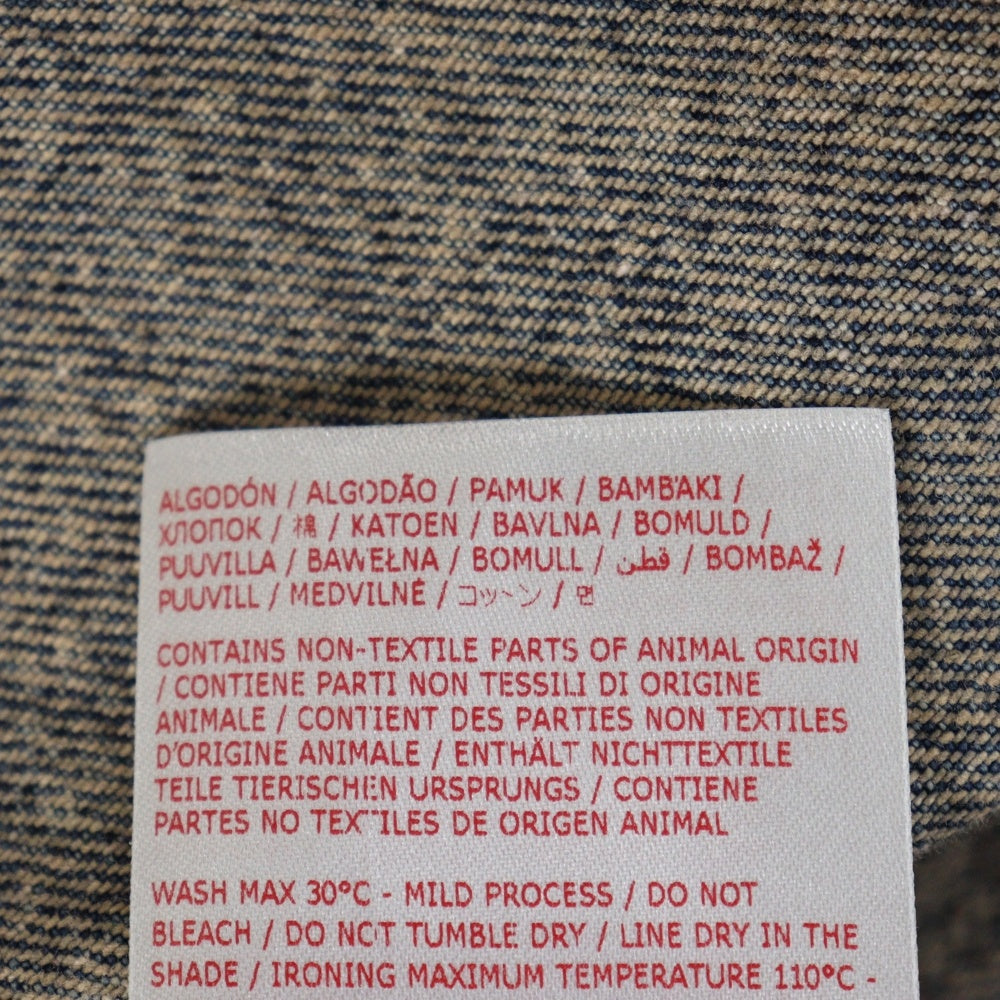 ALGODÓN / ALGODÃO / PAMUK / BAMBAKI /
ХЛОПОК / 棉 / KATOEN / BAVLNA / BOMULD /
PUUVILLA / BAWEŁNA / BOMULL / قطن / BOMBAŽ /
PUUVILL / MEDVILNÉ / コットン / 면
CONTAINS NON-TEXTILE PARTS OF ANIMAL ORIGIN
/ CONTIENE PARTI NON TESSILI DI ORIGINE
ANIMALE / CONTIENT DES PARTIES NON TEXTILES
D'ORIGINE ANIMALE / ENTHÄLT NICHTTEXTILE
TEILE TIERISCHEN URSPRUNGS / CONTIENE
PARTES NO TEXTILES DE ORIGEN ANIMAL
WASH MAX 30°C - MILD PROCESS / DO NOT
BLEACH / DO NOT TUMBLE DRY / LINE DRY IN THE
SHADE / IRONING MAXIMUM TEMPERATURE 110°C -